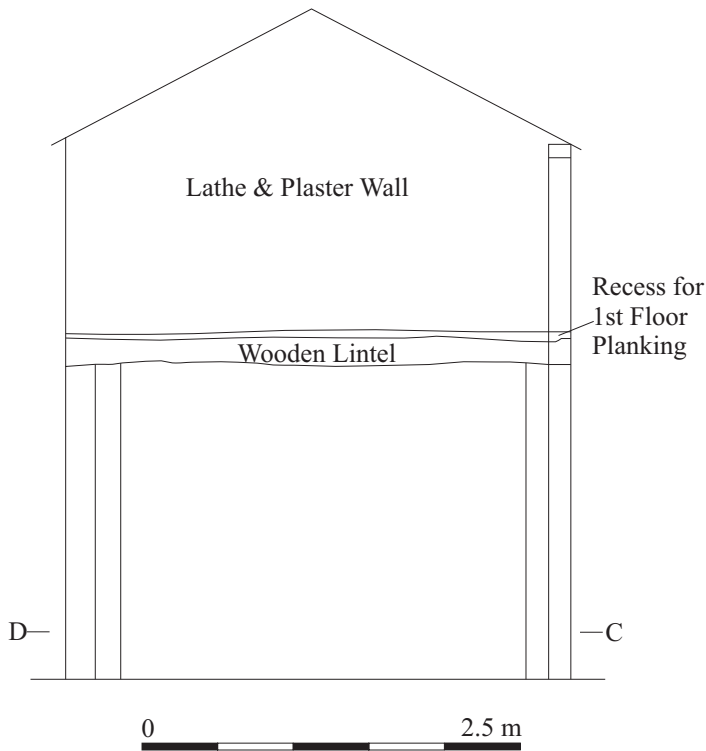 Lathe & Plaster Wall
Recess for
1st Floor
Planking
Wooden Lintel
D
C
0
2.5 m